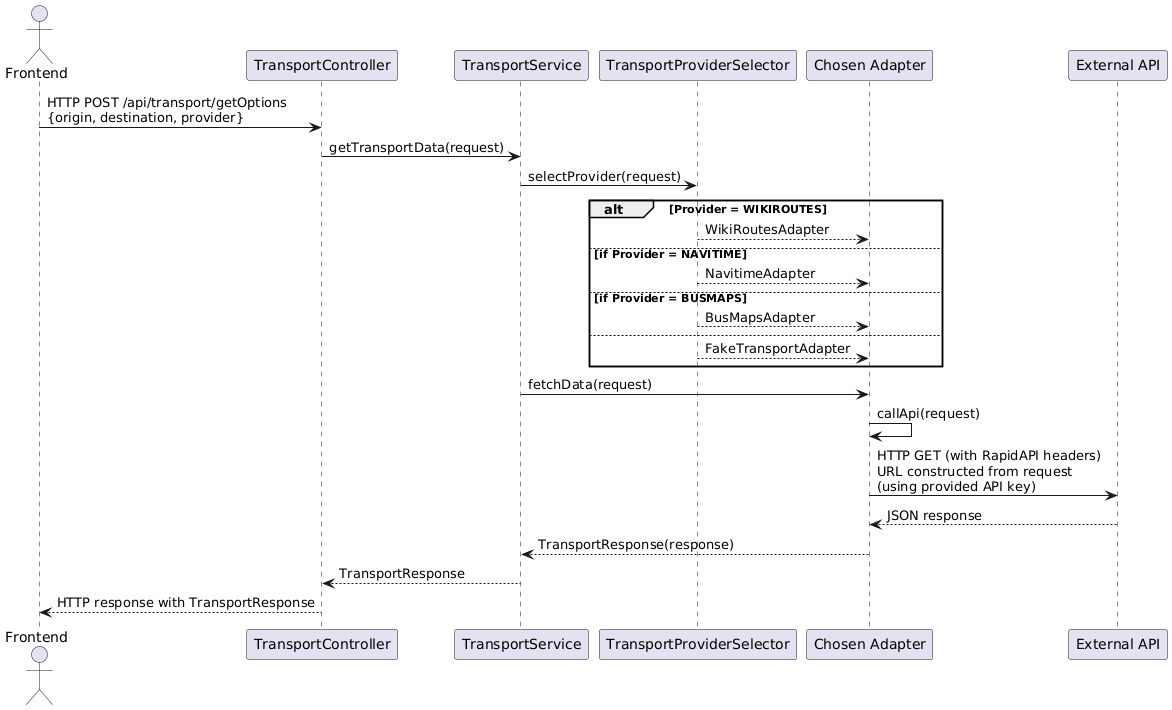 Frontend
TransportController
TransportService
TransportProviderSelector
Chosen Adapter
External API
HTTP POST /api/transport/getOptions
{origin, destination, provider}
getTransportData(request)
selectProvider(request)
alt
[Provider = WIKIROUTES]
WikiRoutesAdapter
[if Provider = NAVITIME]
NavitimeAdapter
[if Provider = BUSMAPS]
BusMapsAdapter
FakeTransportAdapter
fetchData(request)
callApi(request)
HTTP GET (with RapidAPI headers)
URL constructed from request
(using provided API key)
JSON response
TransportResponse(response)
TransportResponse
HTTP response with TransportResponse
Frontend
TransportController
TransportService
TransportProviderSelector
Chosen Adapter
External API